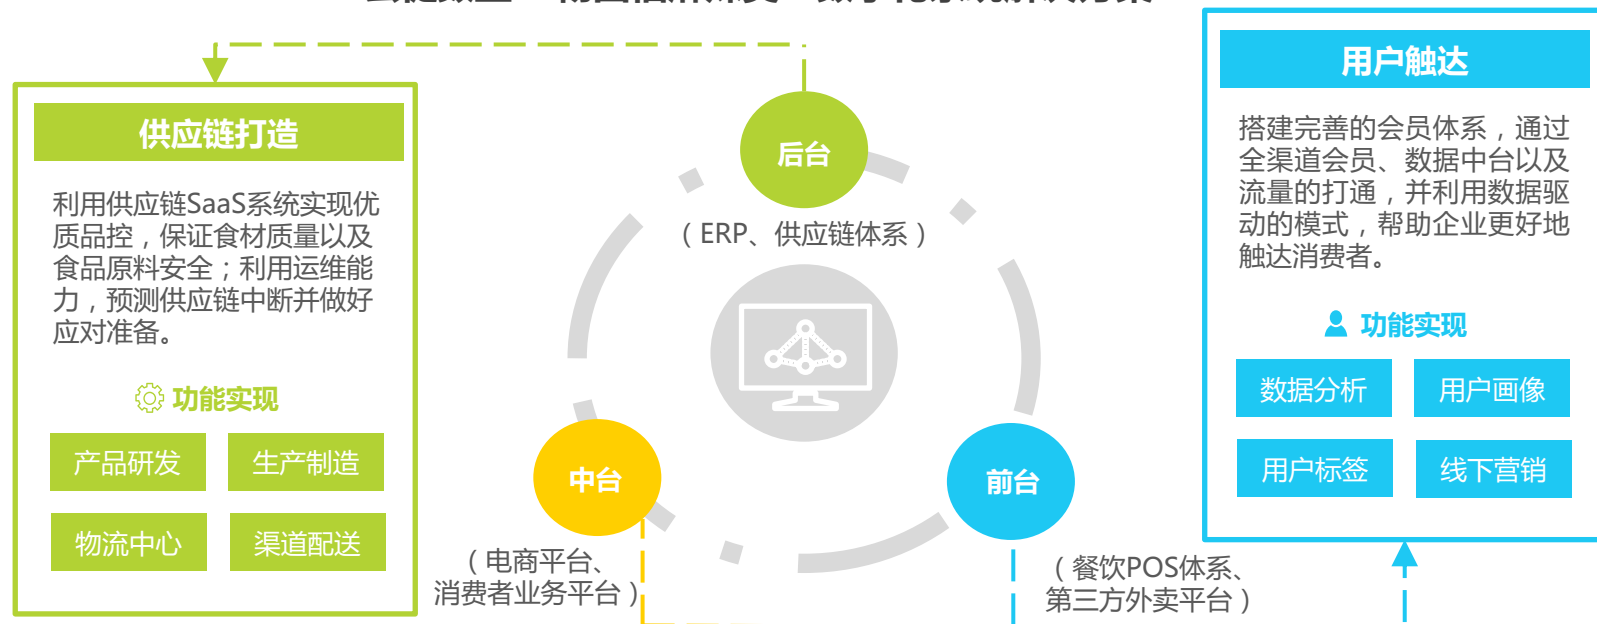 供应链打造
利用供应链SaaS系统实现优
质品控，保证食材质量以及
食品原料安全；利用运维能
力，预测供应链中断并做好
应对准备。
功能实现
产品研发
生产制造
物流中心
渠道配送
后台
（ERP、供应链体系）
中台
（电商平台、
消费者业务平台）
前台
（餐饮POS体系、
第三方外卖平台）
用户触达
搭建完善的会员体系，通过
全渠道会员、数据中台以及
流量的打通，并利用数据驱
动的模式，帮助企业更好地
触达消费者。
功能实现
数据分析
用户画像
用户标签
线下营销